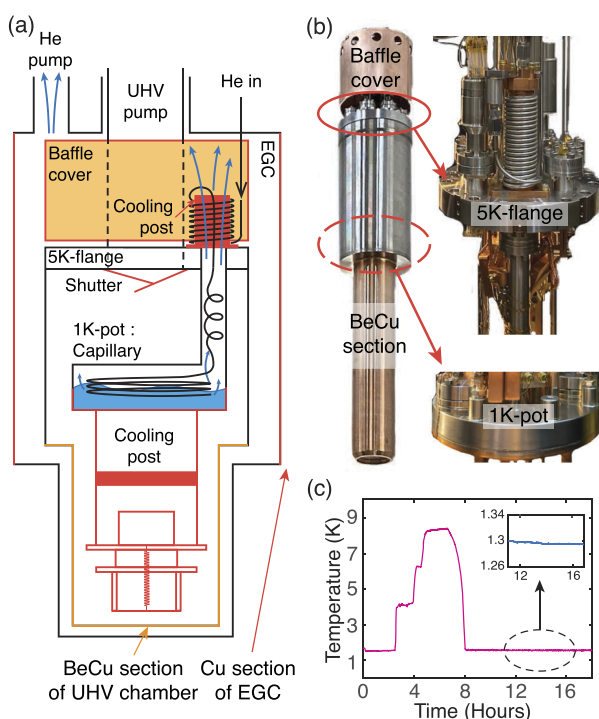 (a)
He
pump
UHV
pump
He in
EGC
Baffle
cover
Cooling
post
5K-flange
Shutter
1K-pot :
Capillary
Cooling
post
BeCu section
of UHV chamber
Cu section
of EGC
(b)
Baffle
cover
5K-flange
BeCu
section
1K-pot
(c)
Temperature (K)
9
7
5
3
1
0
4
8
12
16
Time (Hours)
1.34
1.3
1.26
12
16